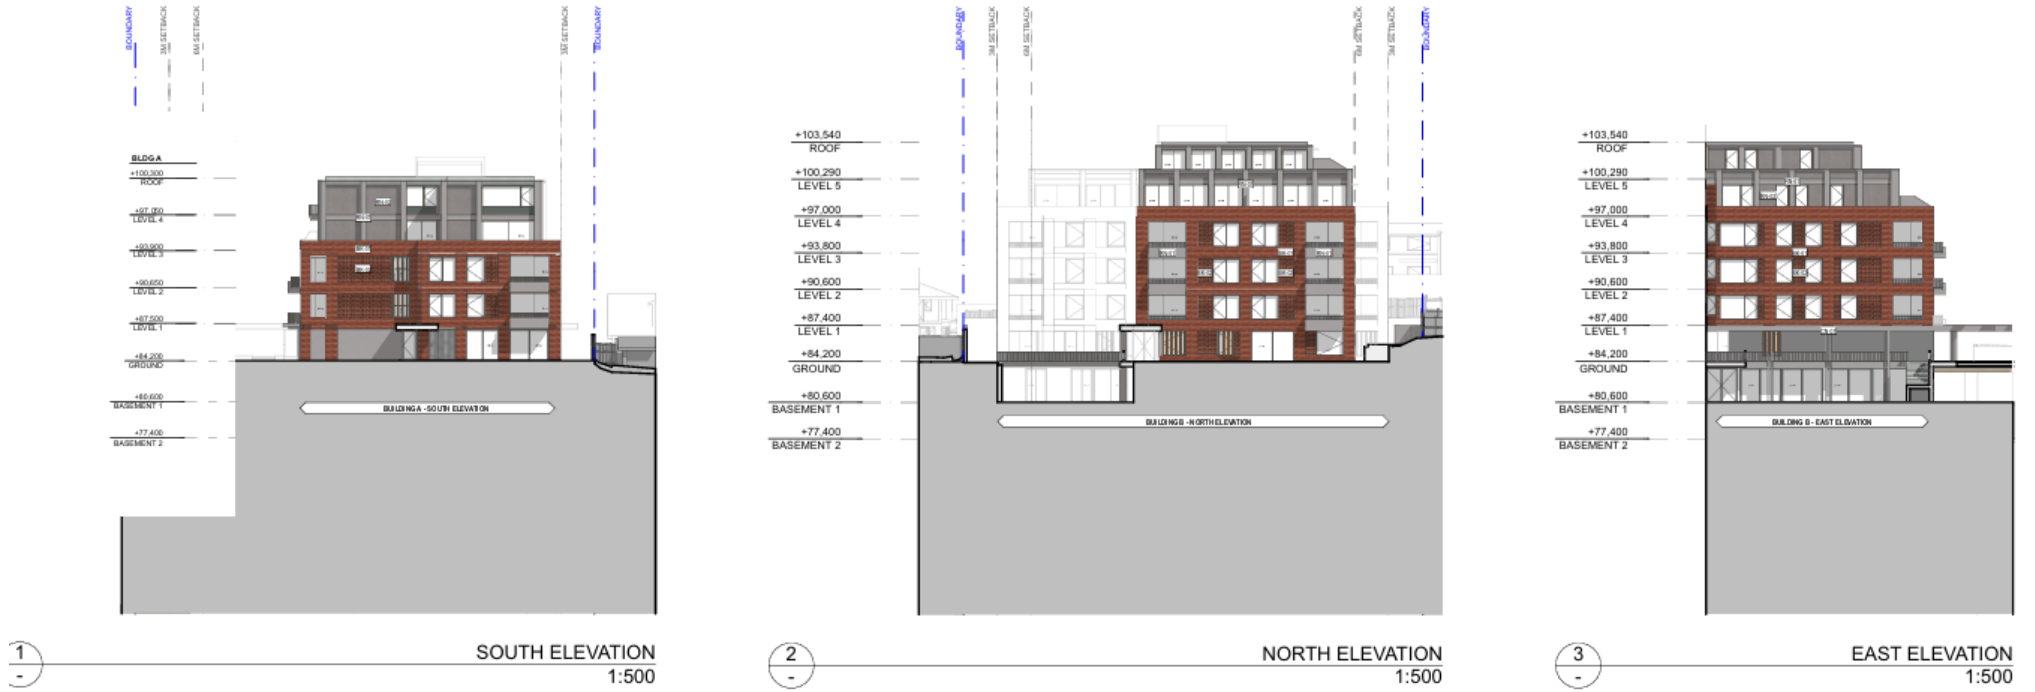 BOUNDARY
3M SETBACK
6M SETBACK
3M SETBACK
BOUNDARY
BLDG A
+100,300
ROOF
+97,050
LEVEL 4
+93,900
LEVEL 3
+90,650
LEVEL 2
+87,500
LEVEL 1
+84,200
GROUND
+80,600
BASEMENT 1
+77,400
BASEMENT 2
BUILDING A - SOUTH ELEVATION
1
-
SOUTH ELEVATION
1:500
BOUNDARY
3M SETBACK
6M SETBACK
6M SETBACK
3M SETBACK
BOUNDARY
+103,540
ROOF
+100,290
LEVEL 5
+97,000
LEVEL 4
+93,800
LEVEL 3
+90,600
LEVEL 2
+87,400
LEVEL 1
+84,200
GROUND
+80,600
BASEMENT 1
+77,400
BASEMENT 2
BUILDING B - NORTH ELEVATION
2
-
NORTH ELEVATION
1:500
+103,540
ROOF
+100,290
LEVEL 5
+97,000
LEVEL 4
+93,800
LEVEL 3
+90,600
LEVEL 2
+87,400
LEVEL 1
+84,200
GROUND
+80,600
BASEMENT 1
+77,400
BASEMENT 2
BUILDING B - EAST ELEVATION
3
-
EAST ELEVATION
1:500